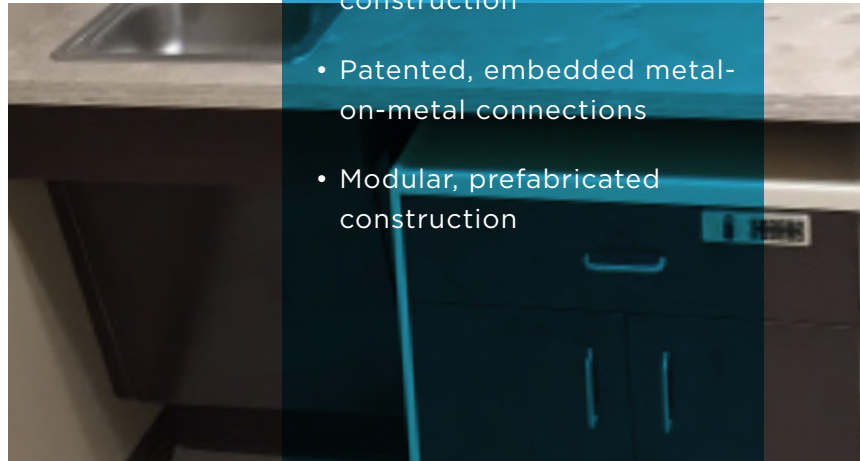 construction
• Patented, embedded metal-
on-metal connections
• Modular, prefabricated
construction